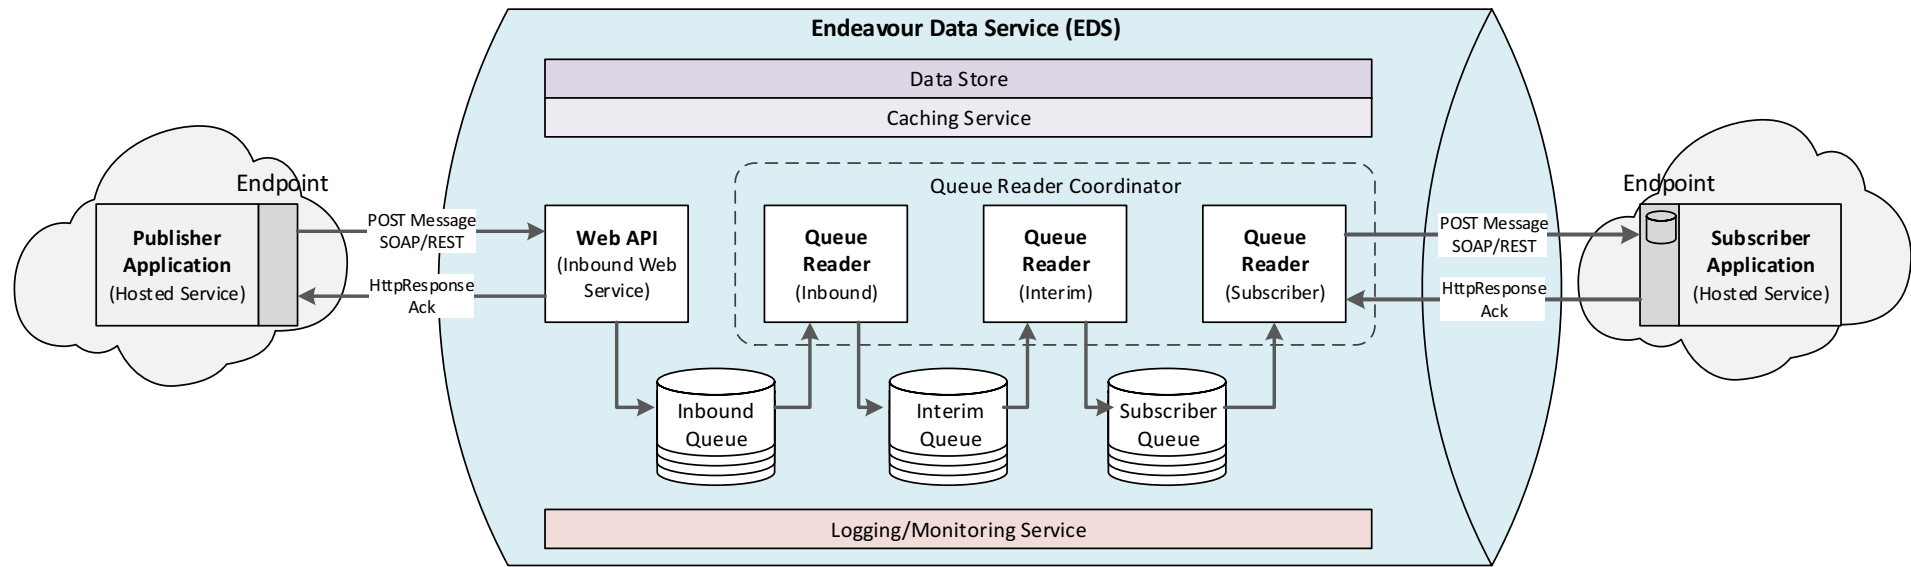 Endeavour Data Service (EDS)
Data Store
Caching Service
Queue Reader Coordinator
Endpoint
Publisher
Application
(Hosted Service)
POST Message
SOAP/REST
HttpResponse
Ack
Web API
(Inbound Web
Service)
Queue
Reader
(Inbound)
Queue
Reader
(Interim)
Queue
Reader
(Subscriber)
POST Message
SOAP/REST
HttpResponse
Ack
Endpoint
Subscriber
Application
(Hosted Service)
Inbound
Queue
Interim
Queue
Subscriber
Queue
Logging/Monitoring Service